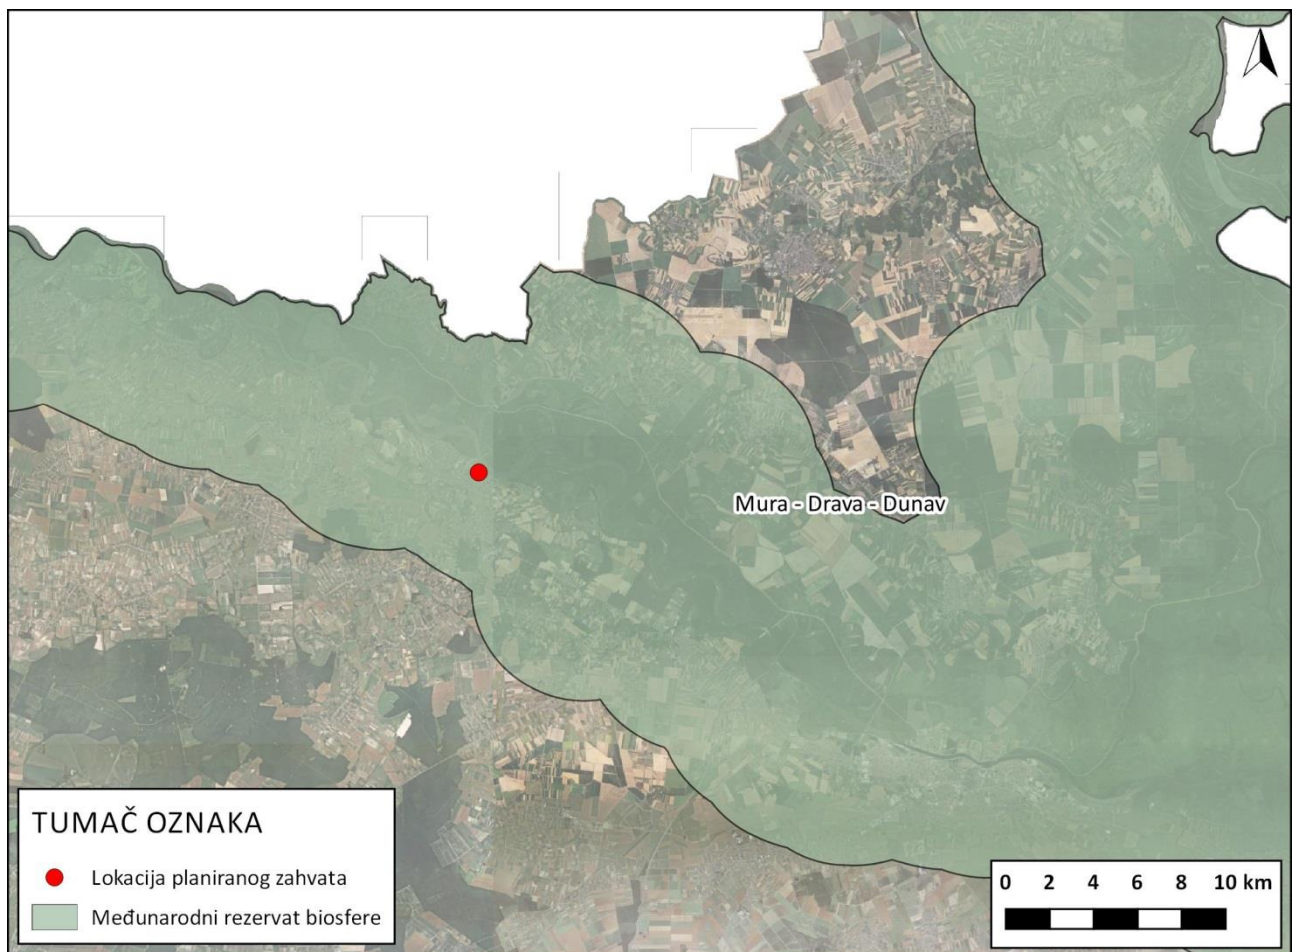 Mura - Drava - Dunav
TUMAČ OZNAKA
Lokacija planiranog zahvata
Međunarodni rezervat biosfere
0 2 4 6 8 10 km